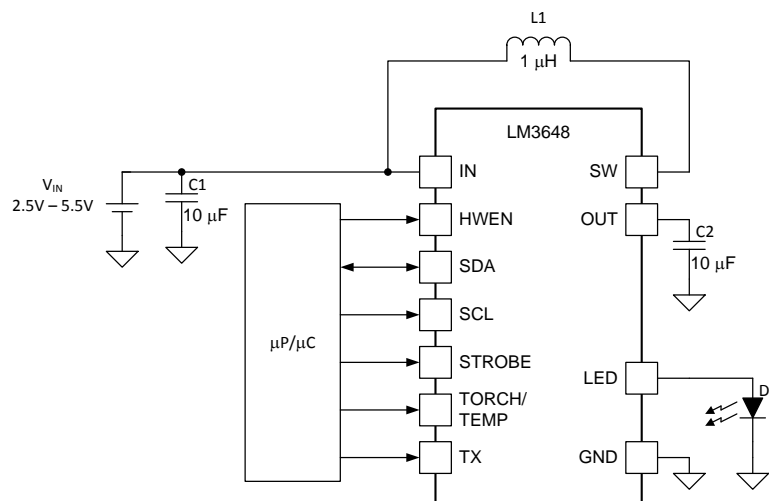 L1
1 μH
LM3648
VIN
2.5V – 5.5V
C1
10 μF
IN
SW
HWEN
OUT
C2
10 μF
SDA
SCL
μP/μC
STROBE
LED
D
TORCH/
TEMP
TX
GND